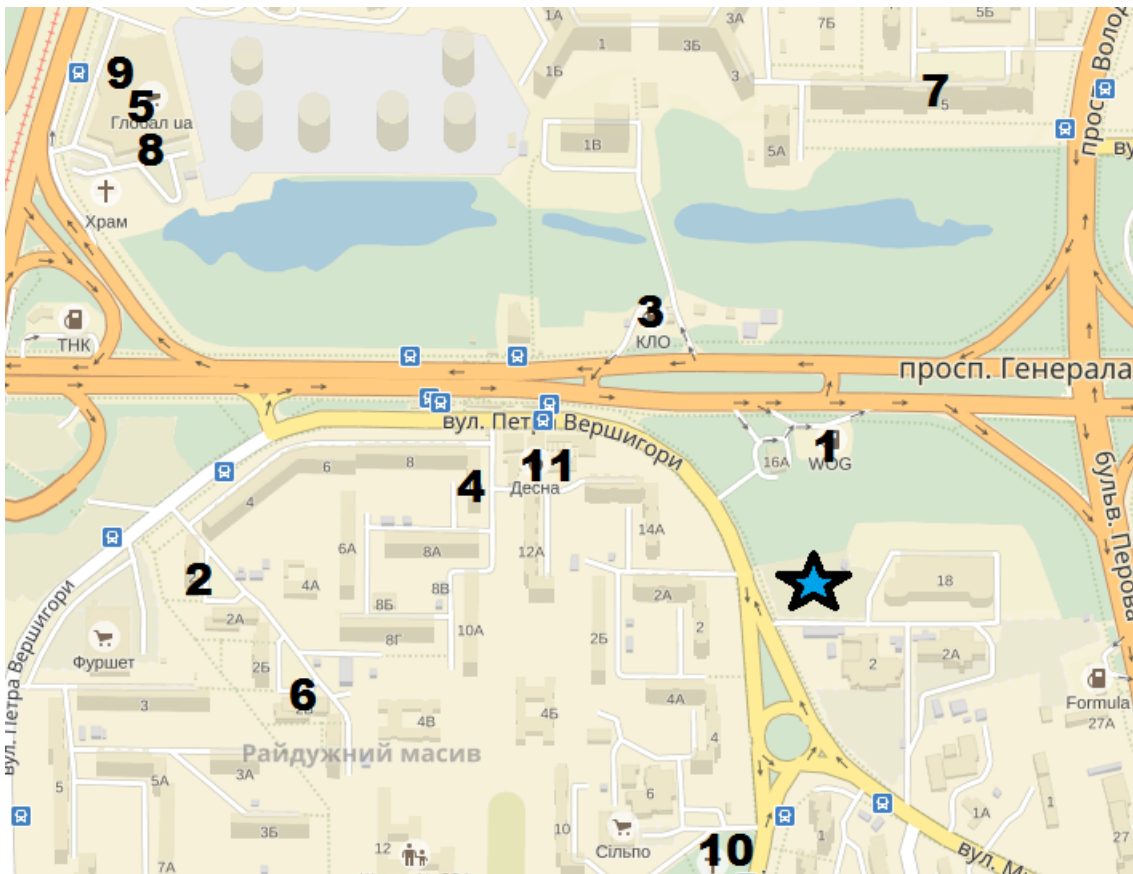 1А
3А
7Б
5Б
1
3Б
3
1Б
просп. Володи
9
5
7
5
Глобал ua
8
1В
5А
ву
Храм
3
КЛО
ТНК
просп. Генерала
вул. Петра Вершигори
1
WOG
16А
6
8
4
11
Десна
4
14А
бульв. Перова
6А
8А
12А
2
4А
18
8Б
8В
2А
2А
10А
2Б
2
8Г
2
2А
Фуршет
2Б
6
4А
Formula
27А
вул. Петра Вершигори
3
4В
4Б
4
Райдужний масив
5
5А
3А
6
1А
1
3Б
10
Сільпо
1
27
7А
12
10
вул. Ми